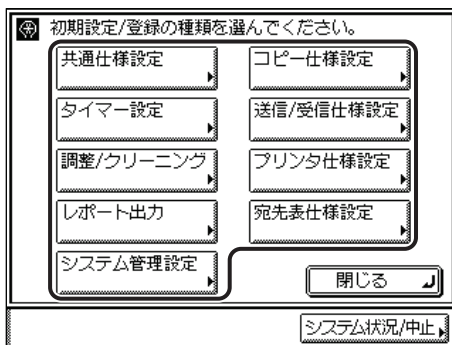 初期設定/登録の種類を選んでください。
共通仕様設定
コピー仕様設定
タイマー設定
送信/受信仕様設定
調整/クリーニング
プリンタ仕様設定
レポート出力
宛先表仕様設定
システム管理設定
閉じる
システム状況/中止